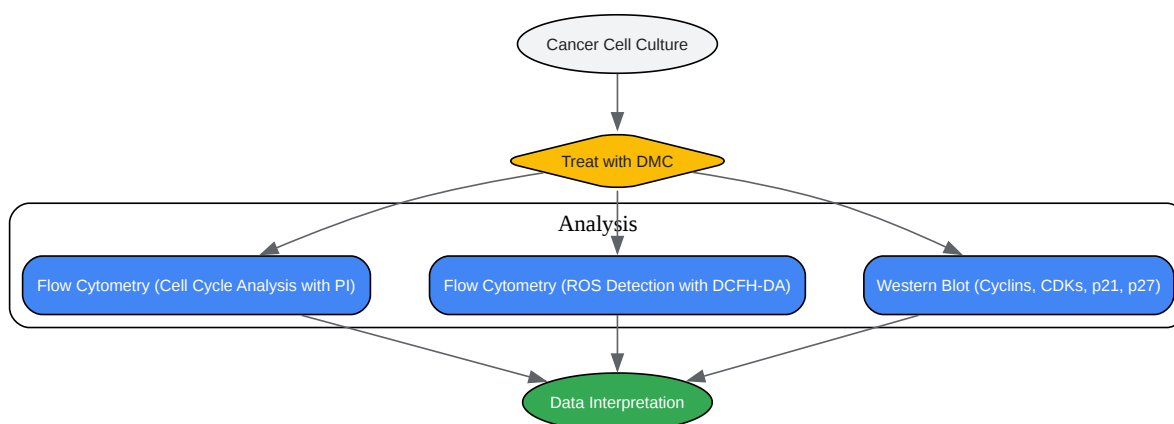 Cancer Cell Culture
Treat with DMC
Analysis
Flow Cytometry (Cell Cycle Analysis with PI)
Flow Cytometry (ROS Detection with DCFH-DA)
Western Blot (Cyclins, CDKs, p21, p27)
Data Interpretation